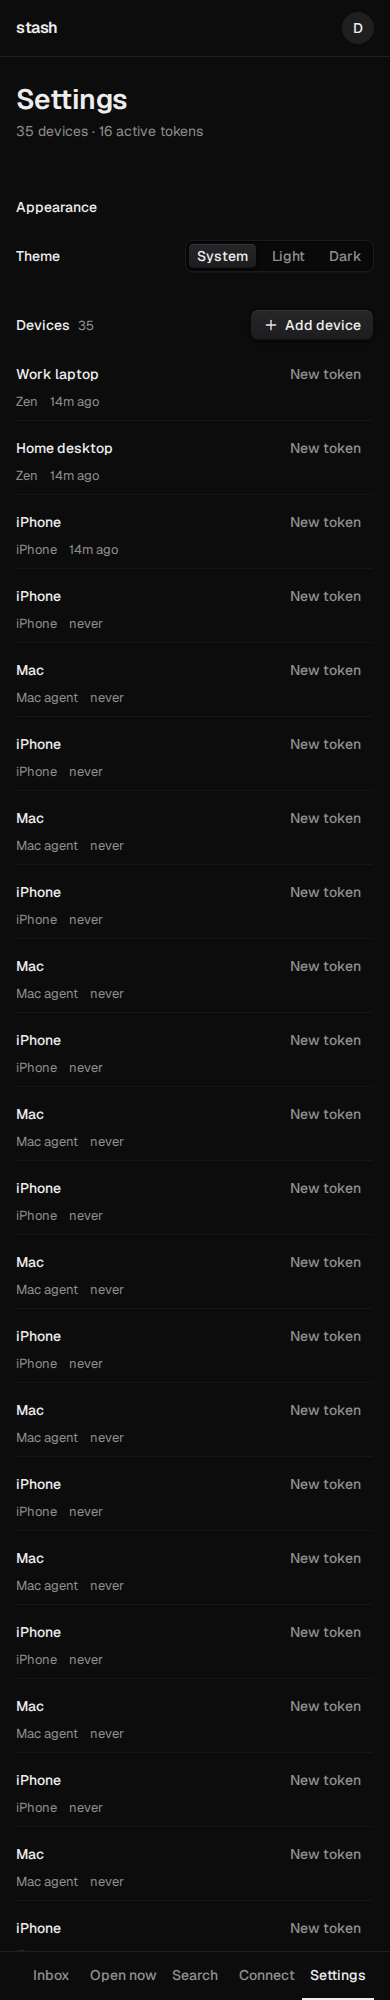 stash
D
Settings
35 devices · 16 active tokens
Appearance
Theme System Light Dark
Devices 35 + Add device
Work laptop New token
Zen 14m ago
Home desktop New token
Zen 14m ago
iPhone New token
iPhone 14m ago
iPhone New token
iPhone never
Mac New token
Mac agent never
iPhone New token
iPhone never
Mac New token
Mac agent never
iPhone New token
iPhone never
Mac New token
Mac agent never
iPhone New token
iPhone never
Mac New token
Mac agent never
iPhone New token
iPhone never
Mac New token
Mac agent never
iPhone New token
iPhone never
Mac New token
Mac agent never
iPhone New token
iPhone never
Mac New token
Mac agent never
iPhone New token
iPhone never
Mac New token
Mac agent never
iPhone New token
iPhone never
Mac New token
Mac agent never
iPhone New token
Inbox Open now Search Connect Settings